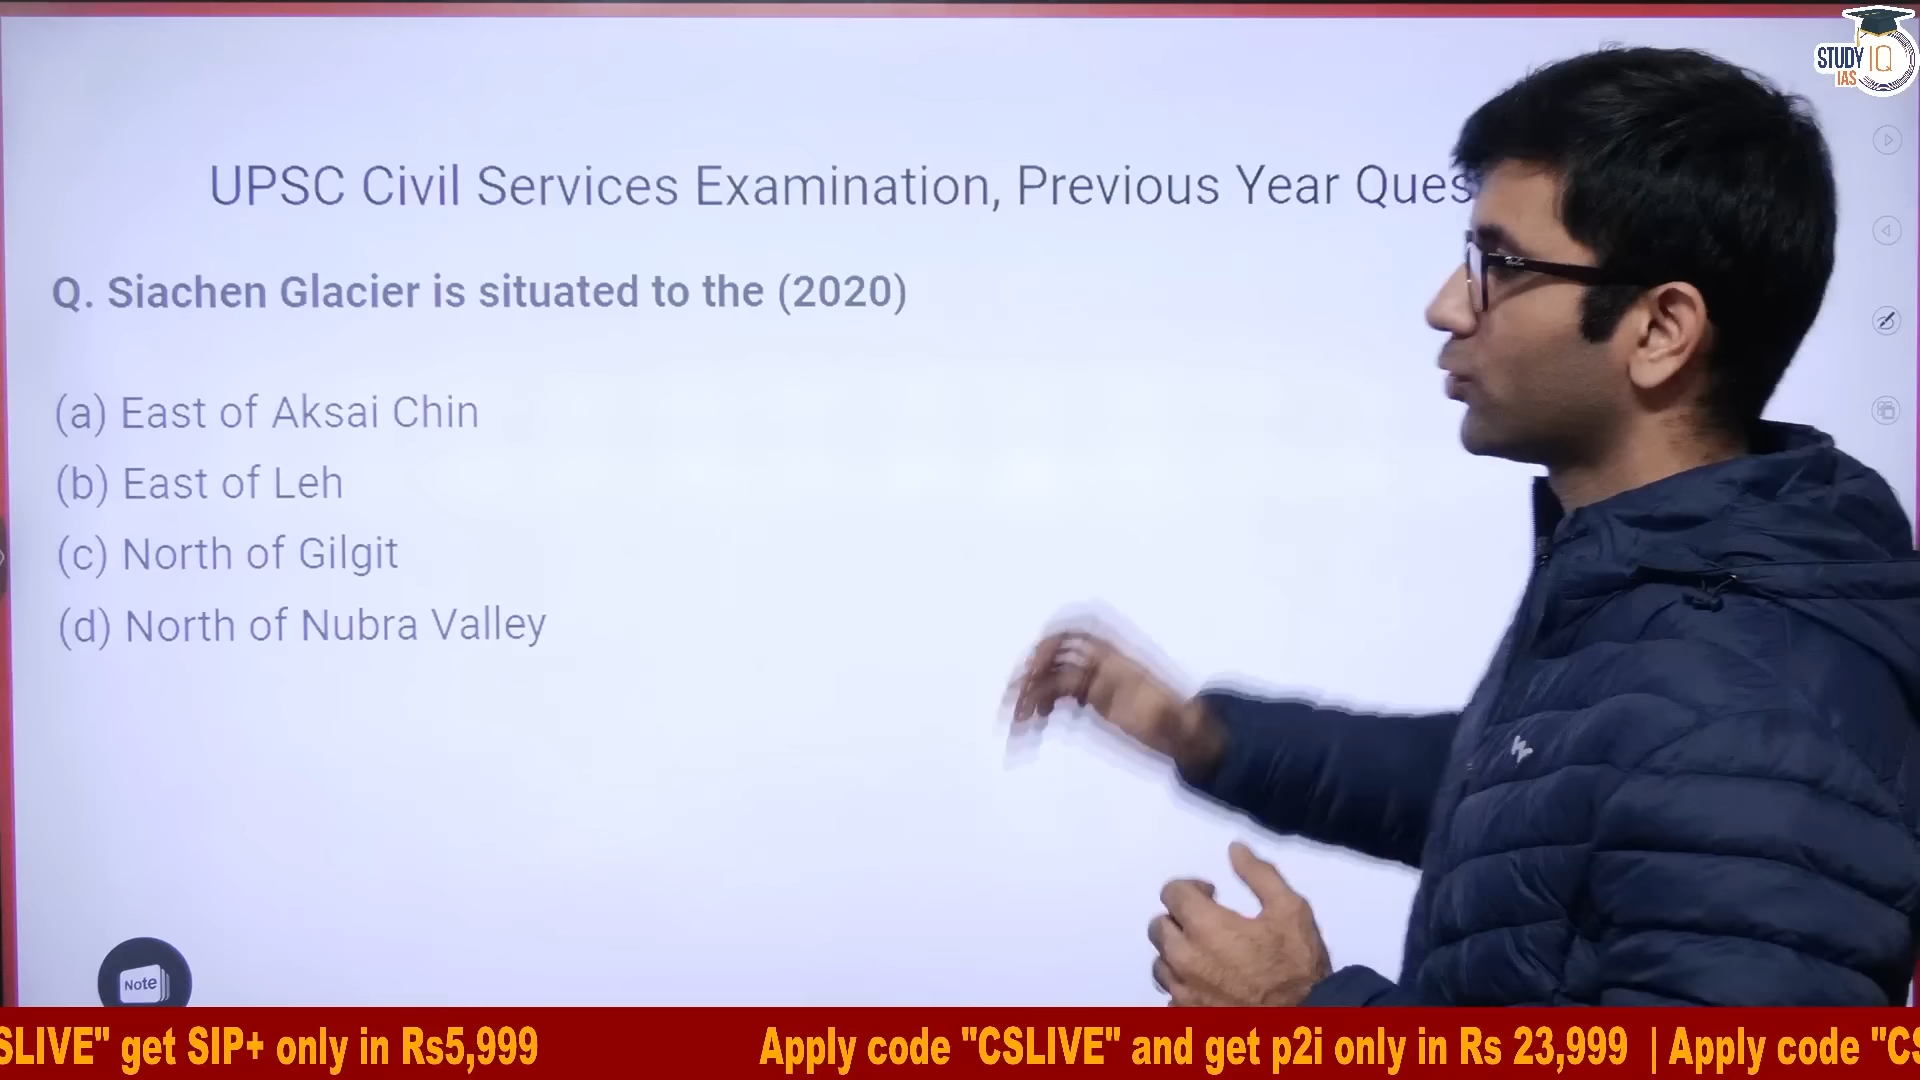 STUDY IQ
IAS
UPSC Civil Services Examination, Previous Year Ques
Q. Siachen Glacier is situated to the (2020)
(a) East of Aksai Chin
(b) East of Leh
(c) North of Gilgit
(d) North of Nubra Valley
Note
SLIVE" get SIP+ only in Rs5,999 Apply code "CSLIVE" and get p2i only in Rs 23,999 | Apply code "CS